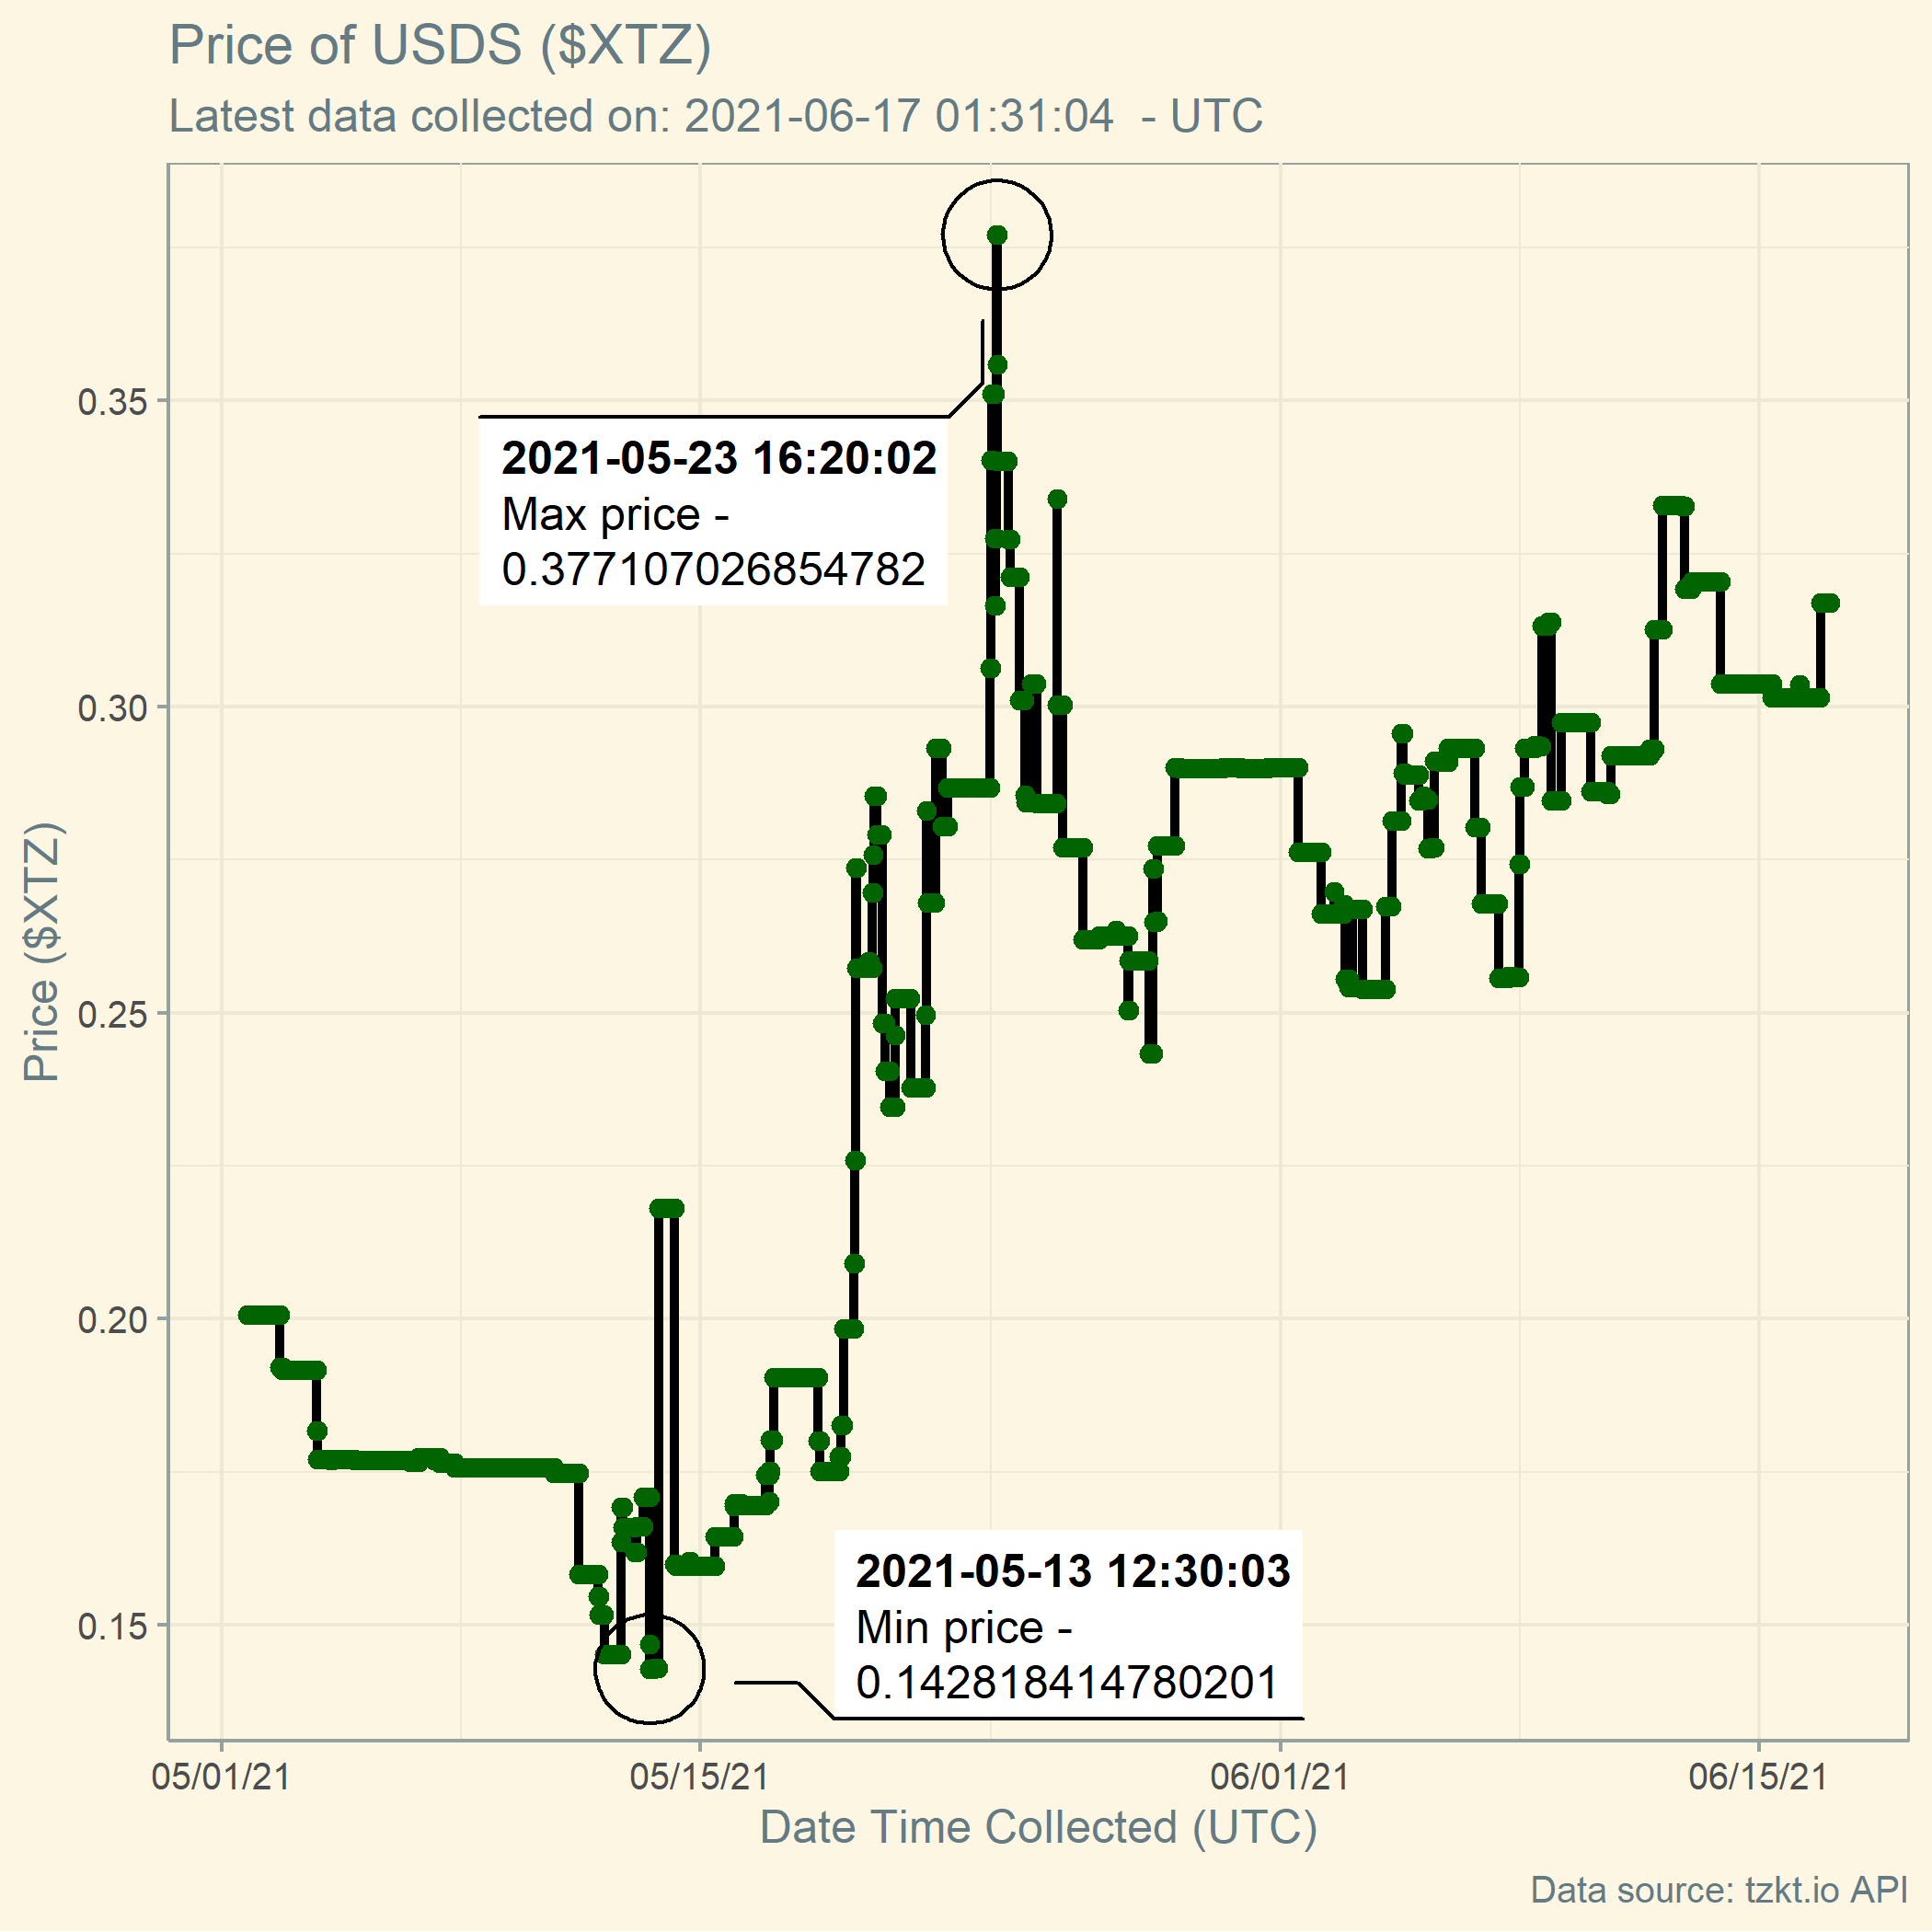 Price of USDS ($XTZ)
Latest data collected on: 2021-06-17 01:31:04  - UTC
2021-05-23 16:20:02
Max price -
0.377107026854782
2021-05-13 12:30:03
Min price -
0.142818414780201
Price ($XTZ)
0.35
0.30
0.25
0.20
0.15
05/01/21
05/15/21
06/01/21
06/15/21
Date Time Collected (UTC)
Data source: tzkt.io API